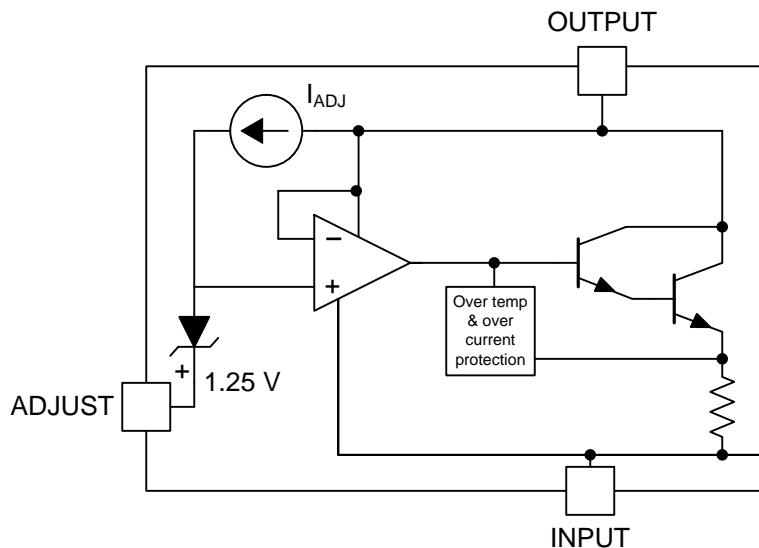 OUTPUT
I_ADJ
−
+
Over temp
& over
current
protection
+
1.25 V
ADJUST
INPUT